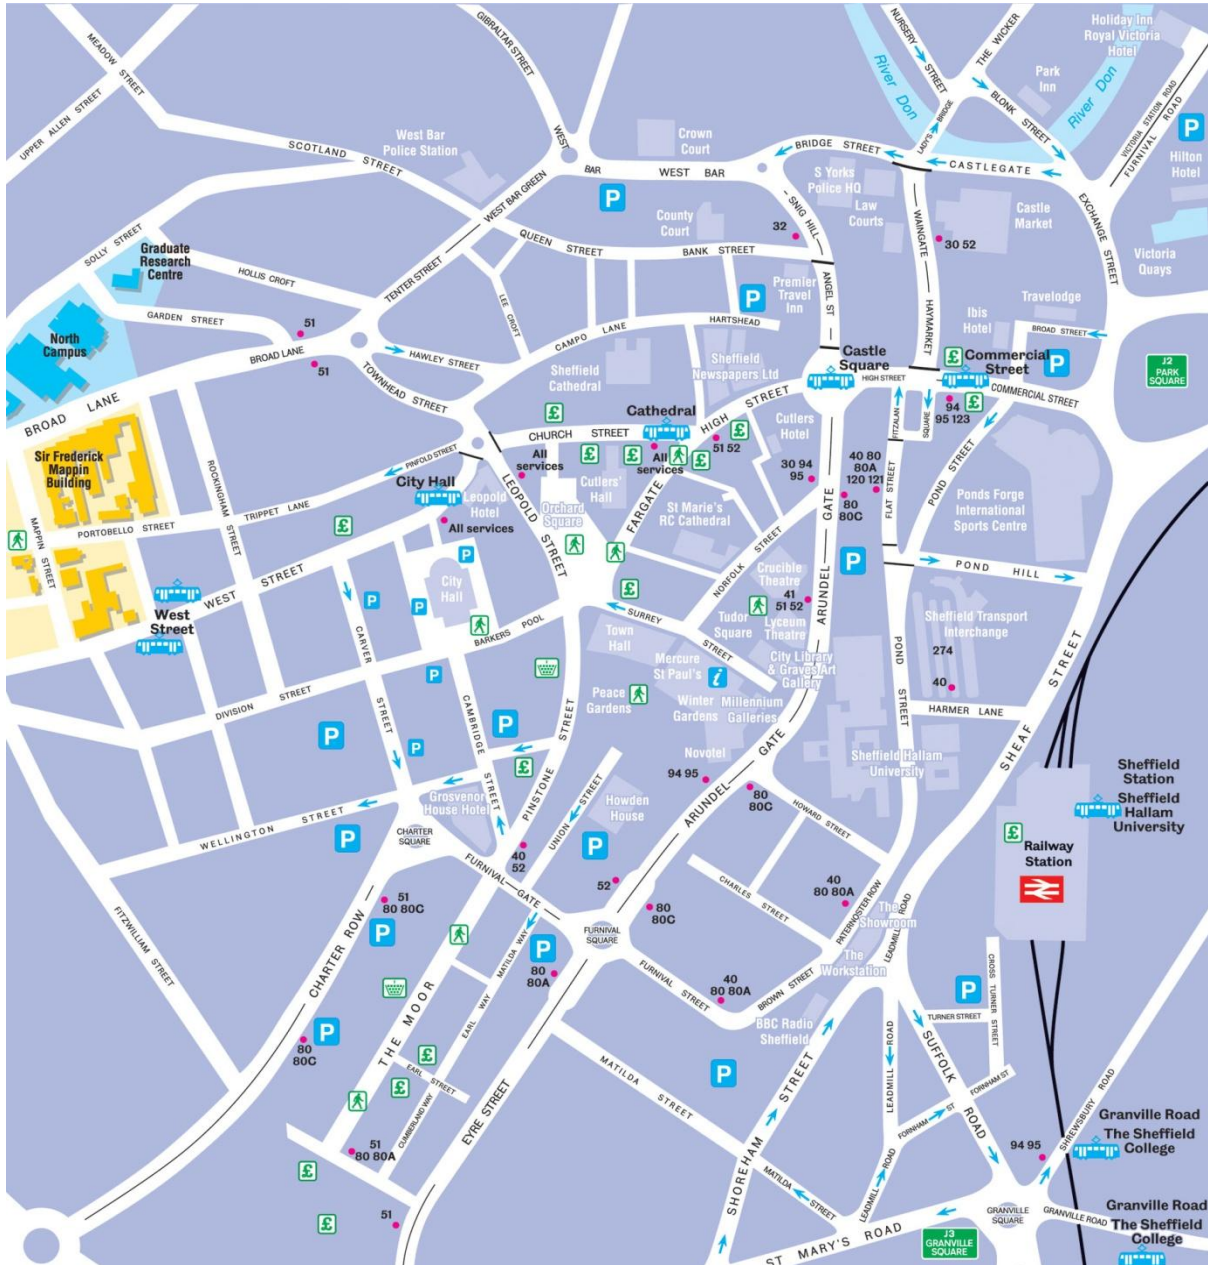 GIBRALTAR STREET
NURSERY STREET
THE WICKER
Holiday Inn
Royal Victoria
Hotel
MEADOW STREET
UPPER ALLEN STREET
River Don
Park
Inn
BLONK STREET
River Don
VICTORIA STATION ROAD
FURNIVAL ROAD
P
Hilton
Hotel
LADY'S BRIDGE
SCOTLAND STREET
West Bar
Police Station
WEST BAR
Crown
Court
BRIDGE STREET
CASTLEGATE
WEST BAR
WEST BAR GREEN
P
S Yorks
Police HQ
Law
Courts
County
Court
SNIG HILL
32
WAINGATE
Castle
Market
30 52
EXCHANGE STREET
Victoria
Quays
SOLLY STREET
Graduate
Research
Centre
HOLLIS CROFT
TENTER STREET
QUEEN STREET
BANK STREET
ANGEL ST
Premier
Travel
Inn
P
LEE CROFT
HAYMARKET
Travelodge
Ibis
Hotel
BROAD STREET
GARDEN STREET
51
North
Campus
BROAD LANE
51
HAWLEY STREET
CAMPO LANE
HARTSHEAD
Sheffield
Cathedral
Sheffield
Newspapers Ltd
Castle
Square
HIGH STREET
£
Commercial
Street
P
J2
PARK
SQUARE
COMMERCIAL STREET
BROAD LANE
TOWNHEAD STREET
£
Cathedral
HIGH STREET
Cutlers
Hotel
FITZALAN
SQUARE
94
95 123
£
CHURCH STREET
Sir Frederick
Mappin
Building
PINFOLD STREET
All
services
£
£
All
services
£
£
51 52
Cutlers'
Hall
City Hall
Leopold
Hotel
LEOPOLD STREET
Orchard
Square
FARGATE
St Marie's
RC Cathedral
30 94
95
40 80
80A
120 121
80
80C
FLAT STREET
POND STREET
Ponds Forge
International
Sports Centre
ROCKINGHAM STREET
TRIPPET LANE
PORTOBELLO STREET
MAPPIN STREET
£
All services
P
City
Hall
NORFOLK STREET
ARUNDEL GATE
P
POND HILL
West
Street
WEST STREET
P
P
CARVER STREET
BARKERS POOL
£
SURREY STREET
Crucible
Theatre
41
51 52
Lyceum
Theatre
Tudor
Square
Town
Hall
Mercure
St Paul's
i
City Library
& Graves Art
Gallery
POND STREET
Sheffield Transport
Interchange
274
40
SHEAF STREET
HARMER LANE
DIVISION STREET
P
P
P
CAMBRIDGE STREET
P
PINSTONE STREET
Peace
Gardens
Winter
Gardens
Millennium
Galleries
Novotel
94 95
80
80C
ARUNDEL GATE
Sheffield Hallam
University
£
Grosvenor
House Hotel
WELLINGTON STREET
P
CHARTER
SQUARE
FURNIVAL GATE
UNION STREET
Howden
House
40
52
P
HOWARD STREET
Sheffield
Station
Sheffield
Hallam
University
£
Railway
Station
FITZWILLIAM STREET
51
80 80C
P
52
80
80C
CHARLES STREET
40
80 80A
PATERNOSTER ROW
The
Showroom
LEADMILL ROAD
The
Workstation
CHARTER ROW
MATILDA WAY
P
80
80A
FURNIVAL
SQUARE
FURNIVAL STREET
40
80 80A
BROWN STREET
BBC Radio
Sheffield
P
CROSS TURNER STREET
TURNER STREET
80
80C
P
THE MOOR
EARL WAY
£
£
EARL STREET
CUMBERLAND WAY
EYRE STREET
MATILDA STREET
P
SHOREHAM STREET
LEADMILL ROAD
SUFFOLK ROAD
FORNHAM ST
FORNHAM ST
SHREWSBURY ROAD
Granville Road
The Sheffield
College
94 95
51
80 80A
£
£
51
MATILDA STREET
LEADMILL ROAD
ST MARY'S ROAD
J3
GRANVILLE
SQUARE
GRANVILLE
SQUARE
GRANVILLE ROAD
Granville Road
The Sheffield
College